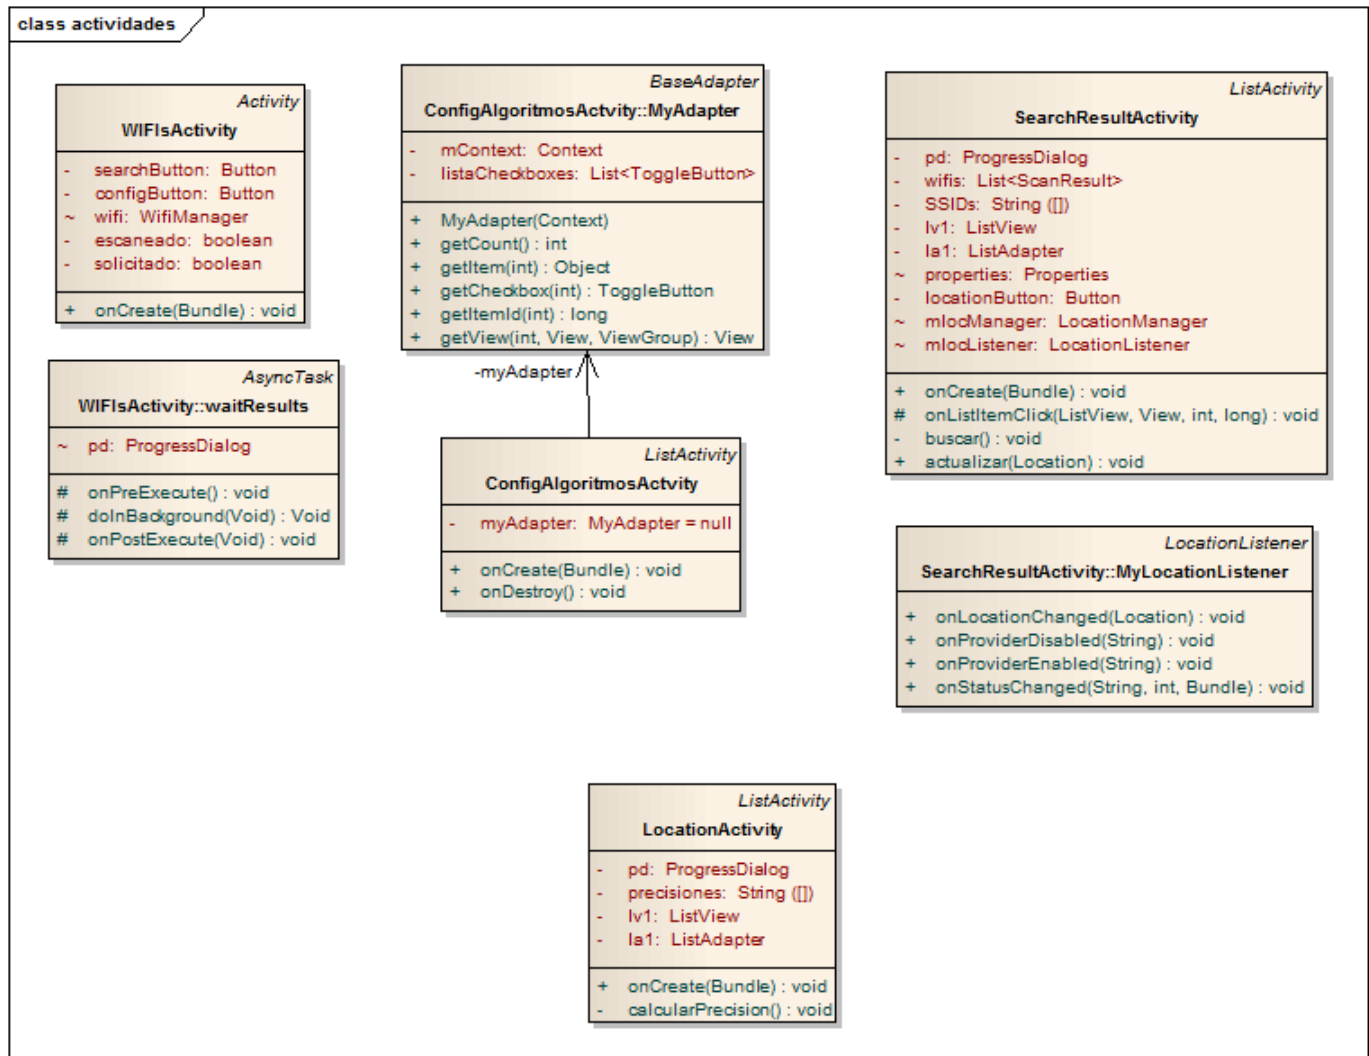 class actividades
Activity
WIFIsActivity
- searchButton: Button
- configButton: Button
~ wifi: WifiManager
- escaneado: boolean
- solicitado: boolean
+ onCreate(Bundle) : void
AsyncTask
WIFIsActivity::waitResults
~ pd: ProgressDialog
# onPreExecute() : void
# doInBackground(Void) : Void
# onPostExecute(Void) : void
BaseAdapter
ConfigAlgoritmosActvity::MyAdapter
- mContext: Context
- listaCheckboxes: List<ToggleButton>
+ MyAdapter(Context)
+ getCount() : int
+ getItem(int) : Object
+ getCheckbox(int) : ToggleButton
+ getItemId(int) : long
+ getView(int, View, ViewGroup) : View
-myAdapter
ListActivity
ConfigAlgoritmosActvity
- myAdapter: MyAdapter = null
+ onCreate(Bundle) : void
+ onDestroy() : void
ListActivity
SearchResultActivity
- pd: ProgressDialog
- wifis: List<ScanResult>
- SSIDs: String ([])
- lv1: ListView
- la1: ListAdapter
~ properties: Properties
- locationButton: Button
~ mlocManager: LocationManager
~ mlocListener: LocationListener
+ onCreate(Bundle) : void
# onListItemClick(ListView, View, int, long) : void
- buscar() : void
+ actualizar(Location) : void
LocationListener
SearchResultActivity::MyLocationListener
+ onLocationChanged(Location) : void
+ onProviderDisabled(String) : void
+ onProviderEnabled(String) : void
+ onStatusChanged(String, int, Bundle) : void
ListActivity
LocationActivity
- pd: ProgressDialog
- precisiones: String ([])
- lv1: ListView
- la1: ListAdapter
+ onCreate(Bundle) : void
- calcularPrecision() : void